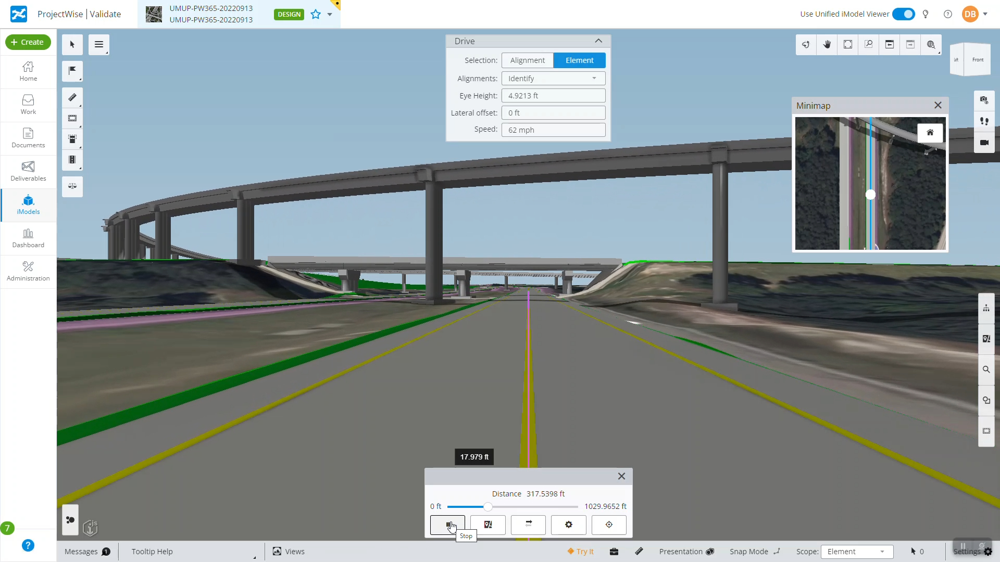 ProjectWise | Validate
UMUP-PW365-20220913
UMUP-PW365-20220913
DESIGN
Use Unified iModel Viewer
DB
Create
Home
Work
Documents
Deliverables
iModels
Dashboard
Administration
7
Drive
Selection: Alignment Element
Alignments: Identify
Eye Height: 4.9213 ft
Lateral offset: 0 ft
Speed: 62 mph
Front
Minimap
17.979 ft
Distance 317.5398 ft
0 ft 1029.9652 ft
Stop
Messages 1
Tooltip Help
Views
Try It
Presentation
Snap Mode
Scope: Element
0
Settings